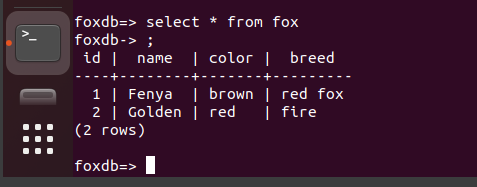 foxdb=> select * from fox
foxdb-> ;
 id |  name  | color |  breed
----+--------+-------+---------
  1 | Fenya  | brown | red fox
  2 | Golden | red   | fire
(2 rows)
foxdb=>
>_